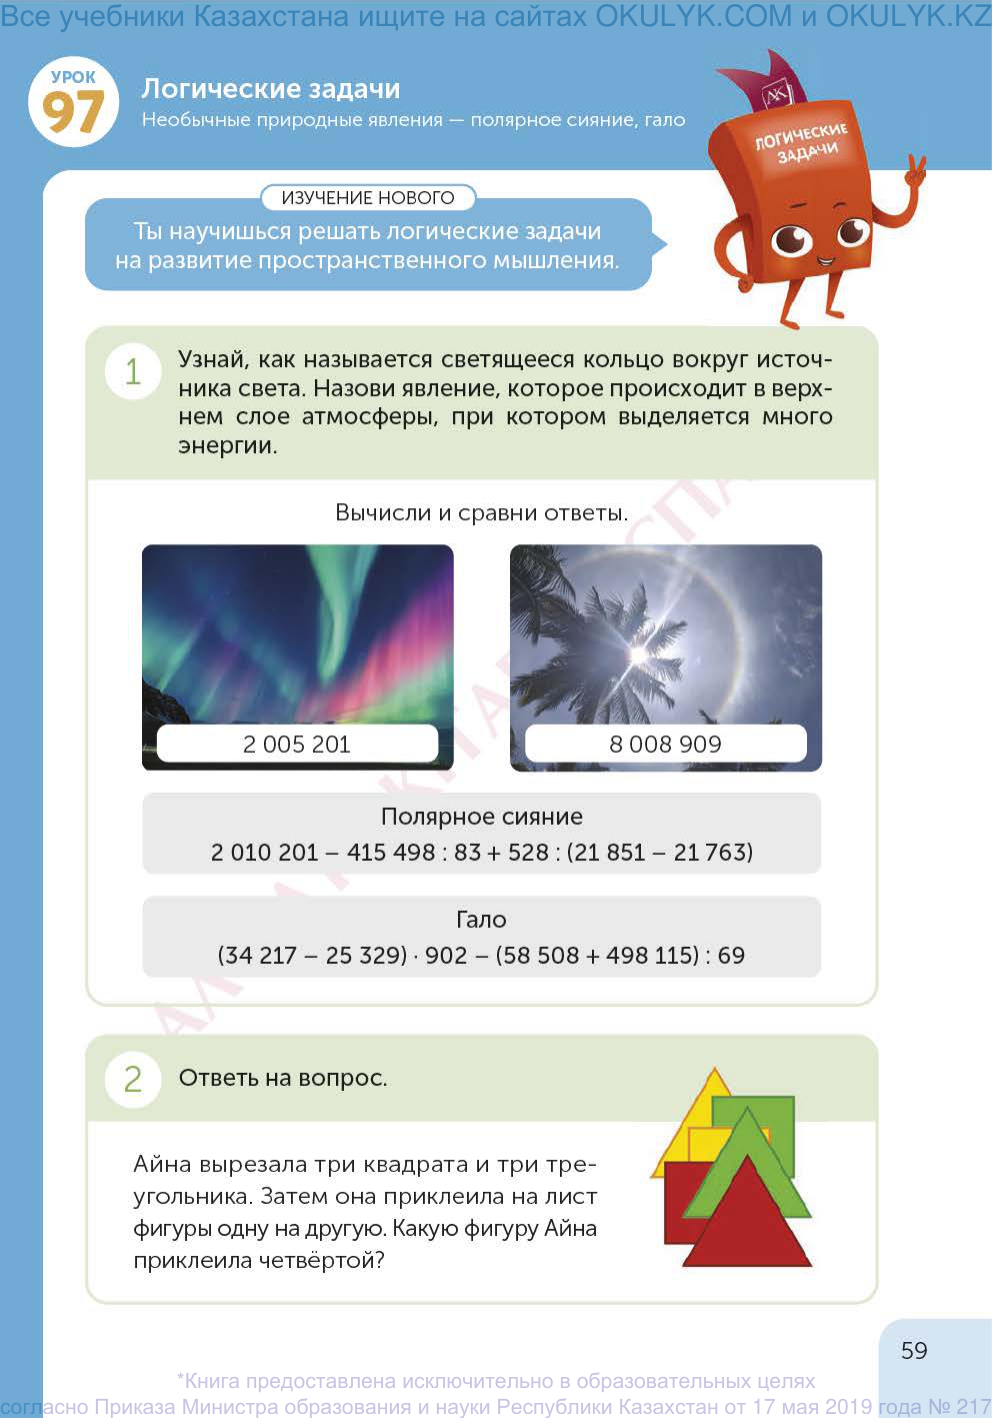 Все учебники Казахстана ищите на сайтах OKULYK.COM и OKULYK.KZ
УРОК
97
Логические задачи
Необычные природные явления — полярное сияние, гало
АК
ЛОГИЧЕСКИЕ
ЗАДАЧИ
ИЗУЧЕНИЕ НОВОГО
Ты научишься решать логические задачи
на развитие пространственного мышления.
1
Узнай, как называется светящееся кольцо вокруг источ-
ника света. Назови явление, которое происходит в верх-
нем слое атмосферы, при котором выделяется много
энергии.
Вычисли и сравни ответы.
2 005 201
8 008 909
Полярное сияние
2 010 201 – 415 498 : 83 + 528 : (21 851 – 21 763)
Гало
(34 217 – 25 329) · 902 – (58 508 + 498 115) : 69
2
Ответь на вопрос.
Айна вырезала три квадрата и три тре-
угольника. Затем она приклеила на лист
фигуры одну на другую. Какую фигуру Айна
приклеила четвёртой?
59
*Книга предоставлена исключительно в образовательных целях
согласно Приказа Министра образования и науки Республики Казахстан от 17 мая 2019 года № 217